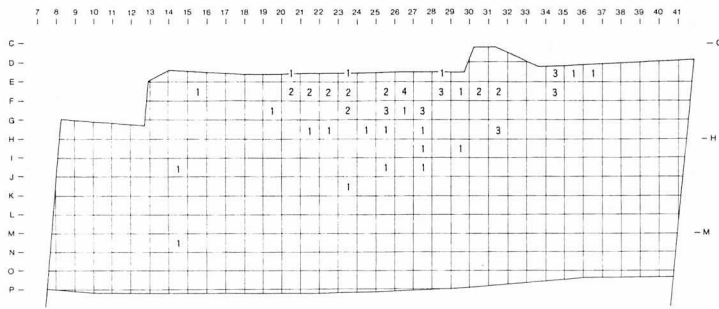 7 8 9 10 11 12 13 14 15 16 17 18 19 20 21 22 23 24 25 26 27 28 29 30 31 32 33 34 35 36 37 38 39 40 41
C - - C
D - 1 1 1 3 1 1
E - 1 2 2 2 2 2 4 3 1 2 2 3
F - 1 2 3 1 3
G - 1 1 1 1 1 3
H - - H
1 1
I - 1 1 1
J -
1
K -
L -
M - - M
1
N -
O -
P -